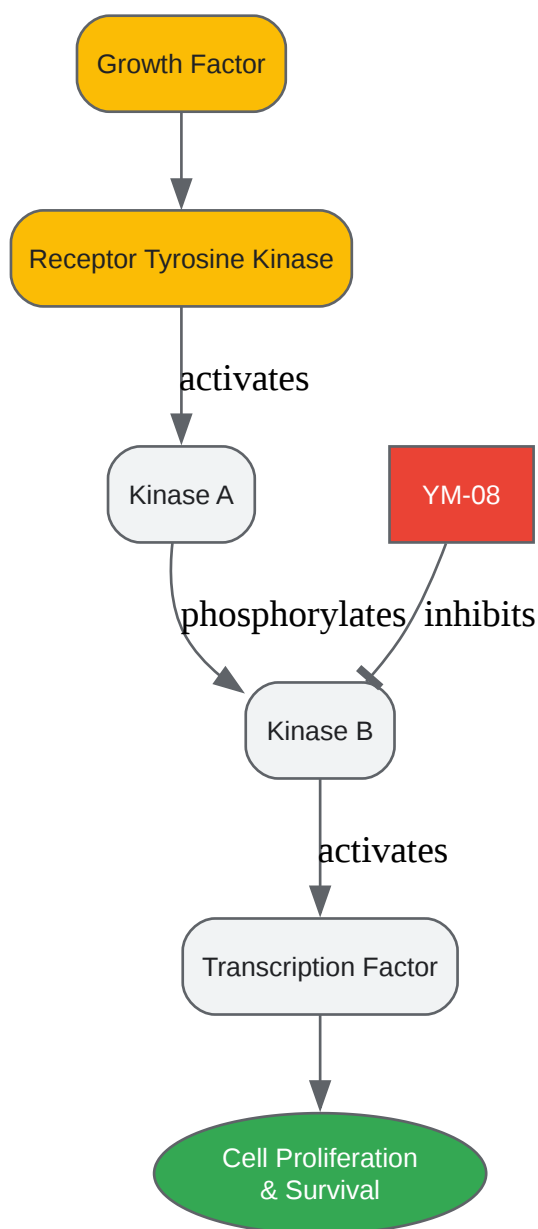 Growth Factor
Receptor Tyrosine Kinase
activates
Kinase A
YM-08
phosphorylates
inhibits
Kinase B
activates
Transcription Factor
Cell Proliferation
& Survival